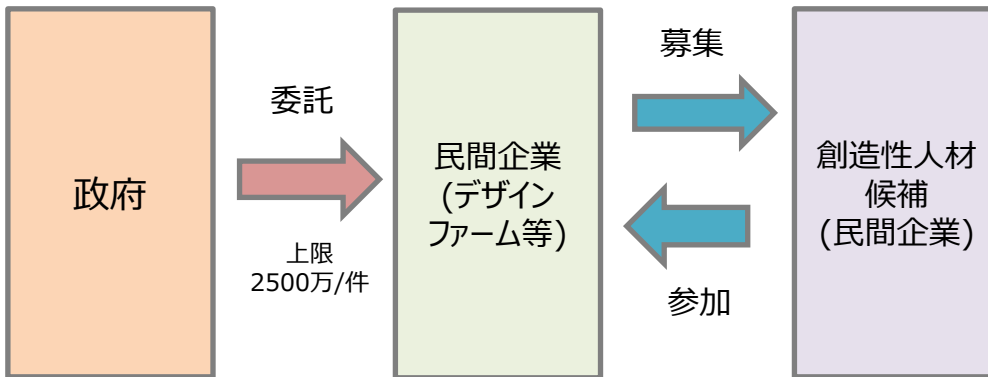 政府
委託
上限
2500万/件
民間企業
(デザイン
ファーム等)
募集
参加
創造性人材
候補
(民間企業)